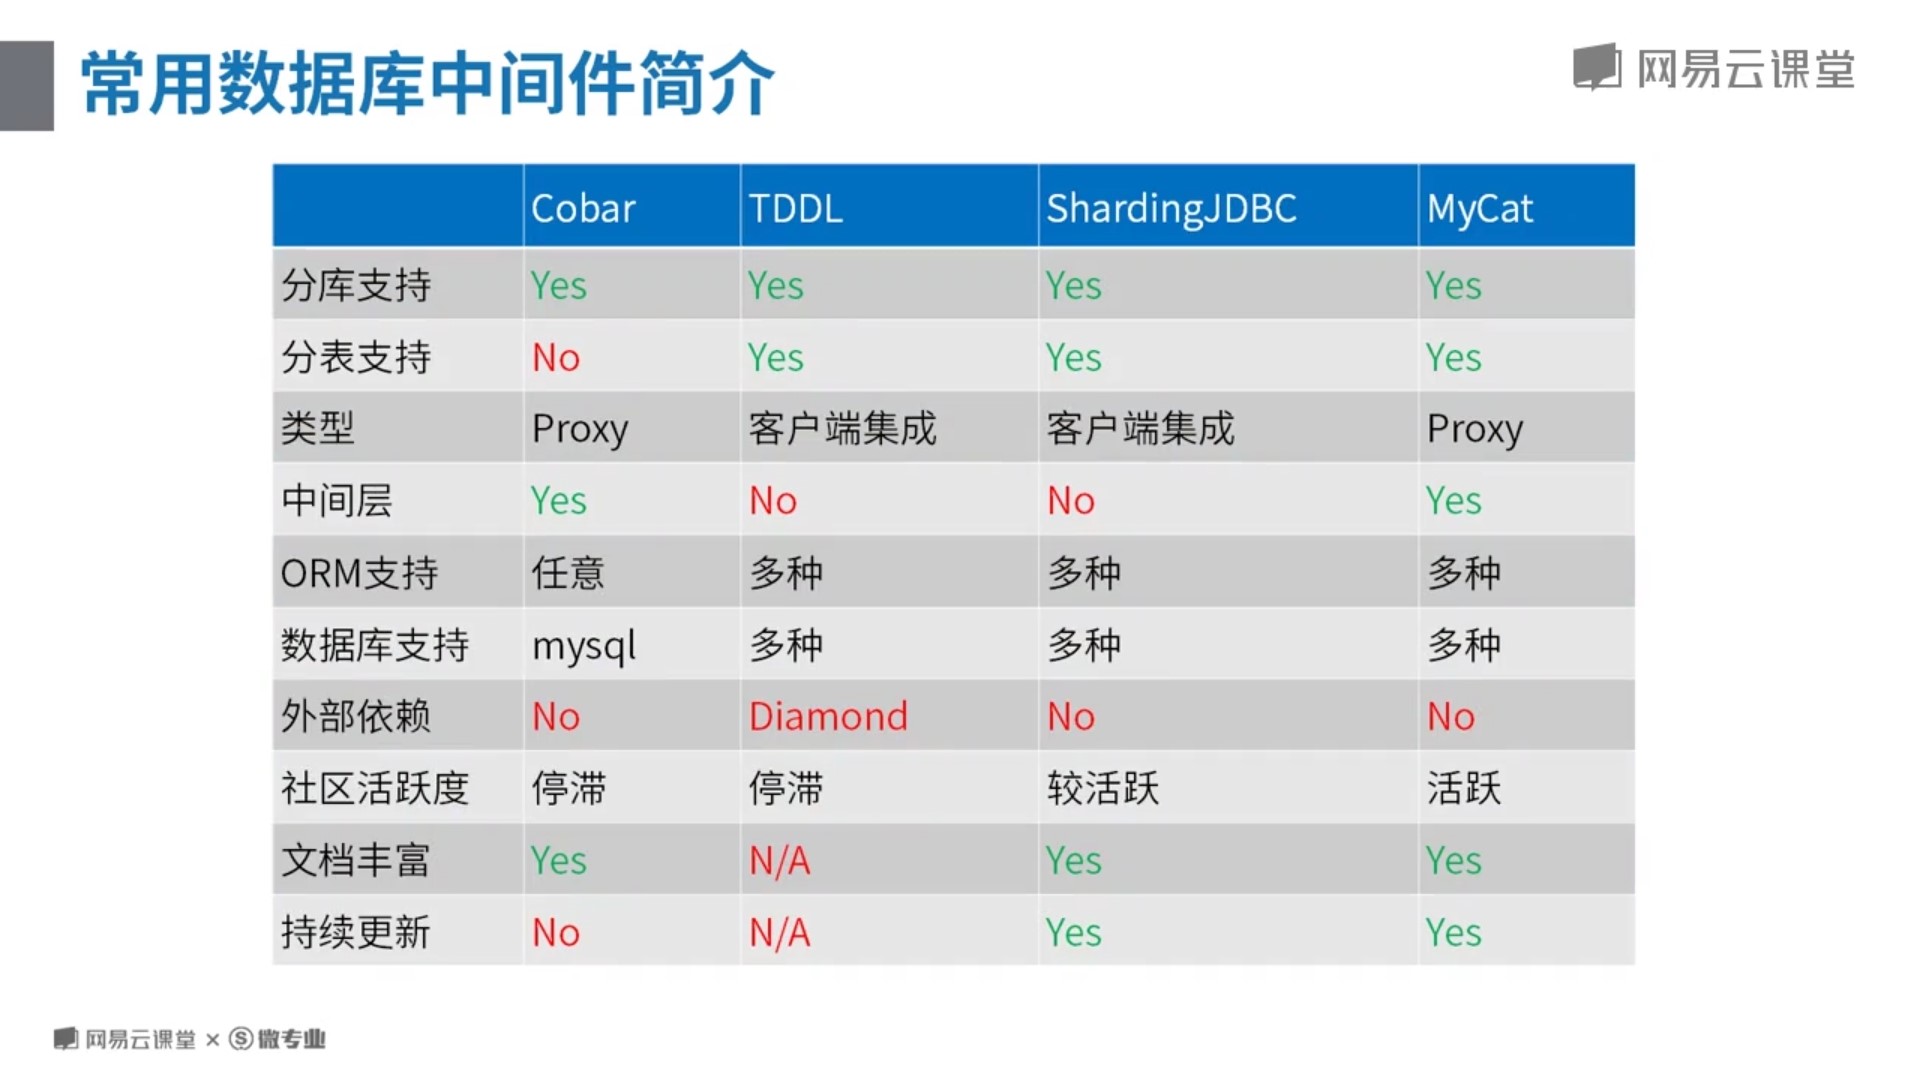 常用数据库中间件简介
网易云课堂
Cobar TDDL ShardingJDBC MyCat
分库支持 Yes Yes Yes Yes
分表支持 No Yes Yes Yes
类型 Proxy 客户端集成 客户端集成 Proxy
中间层 Yes No No Yes
ORM支持 任意 多种 多种 多种
数据库支持 mysql 多种 多种 多种
外部依赖 No Diamond No No
社区活跃度 停滞 停滞 较活跃 活跃
文档丰富 Yes N/A Yes Yes
持续更新 No N/A Yes Yes
网易云课堂 × S 微专业